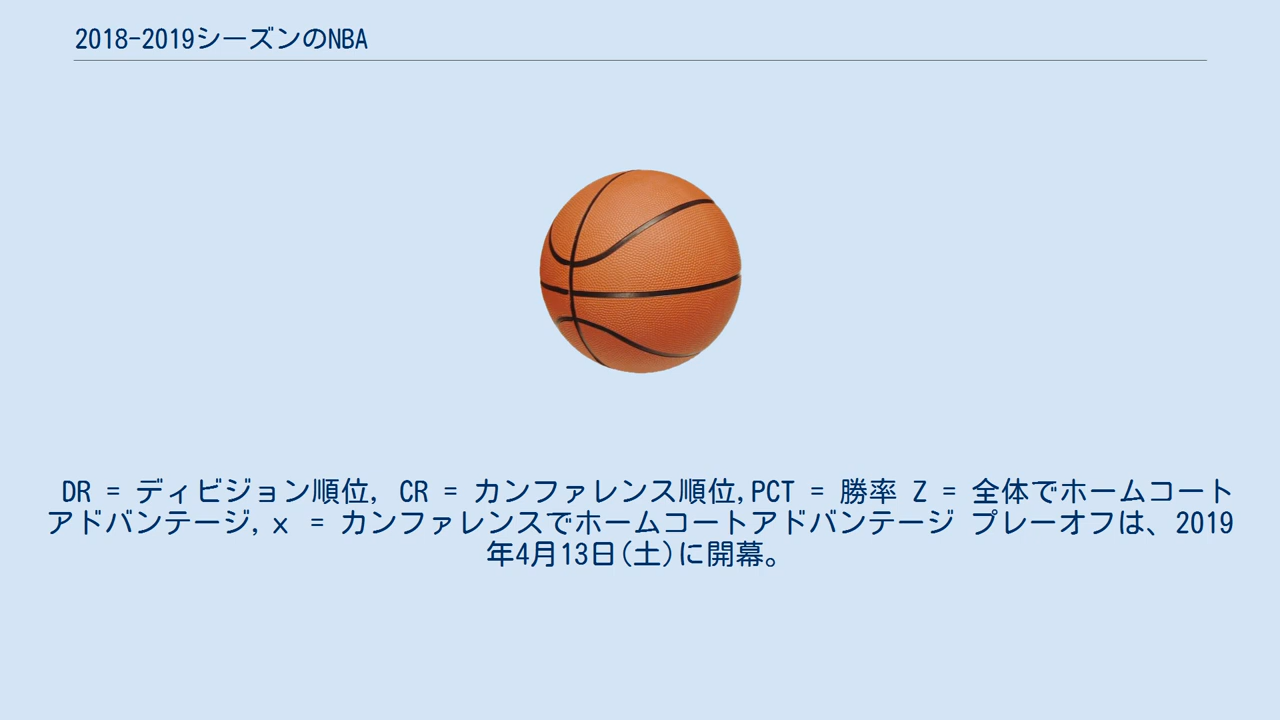 2018-2019シーズンのNBA
DR = ディビジョン順位, CR = カンファレンス順位,PCT = 勝率 Z = 全体でホームコート
アドバンテージ, x = カンファレンスでホームコートアドバンテージ プレーオフは、2019
年4月13日(土)に開幕。